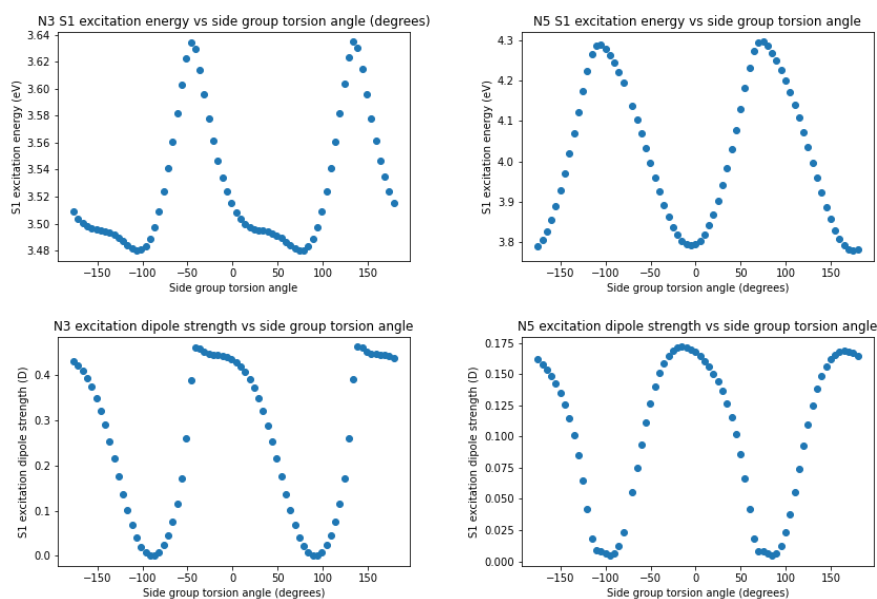 N3 S1 excitation energy vs side group torsion angle (degrees)
S1 excitation energy (eV)
3.64
3.62
3.60
3.58
3.56
3.54
3.52
3.50
3.48
−150 −100 −50 0 50 100 150
Side group torsion angle
N5 S1 excitation energy vs side group torsion angle
S1 excitation energy (eV)
4.3
4.2
4.1
4.0
3.9
3.8
−150 −100 −50 0 50 100 150
Side group torsion angle (degrees)
N3 excitation dipole strength vs side group torsion angle
S1 excitation dipole strength (D)
0.4
0.3
0.2
0.1
0.0
−150 −100 −50 0 50 100 150
Side group torsion angle (degrees)
N5 excitation dipole strength vs side group torsion angle
S1 excitation dipole strength (D)
0.175
0.150
0.125
0.100
0.075
0.050
0.025
0.000
−150 −100 −50 0 50 100 150
Side group torsion angle (degrees)